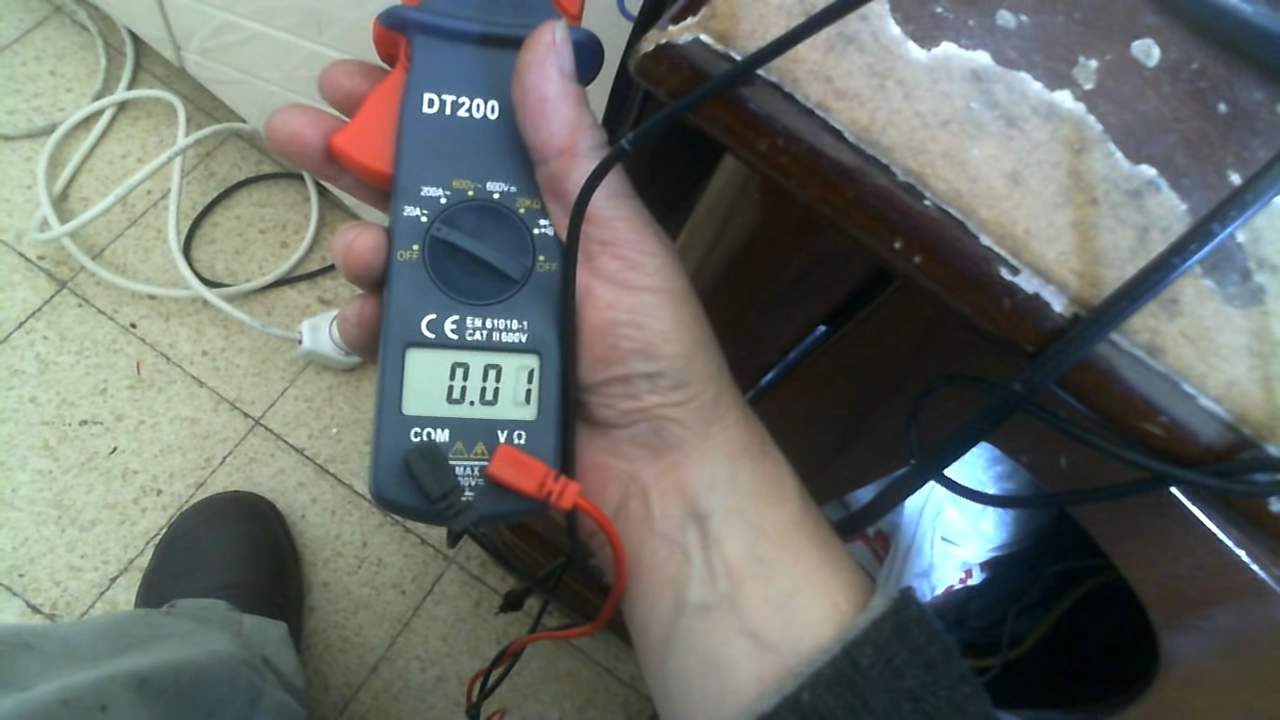 DT200
600V~ 600V=
200A~ 20KΩ
20A~
OFF OFF
CE EN 61010-1
CAT II 600V
0.01
COM VΩ
MAX